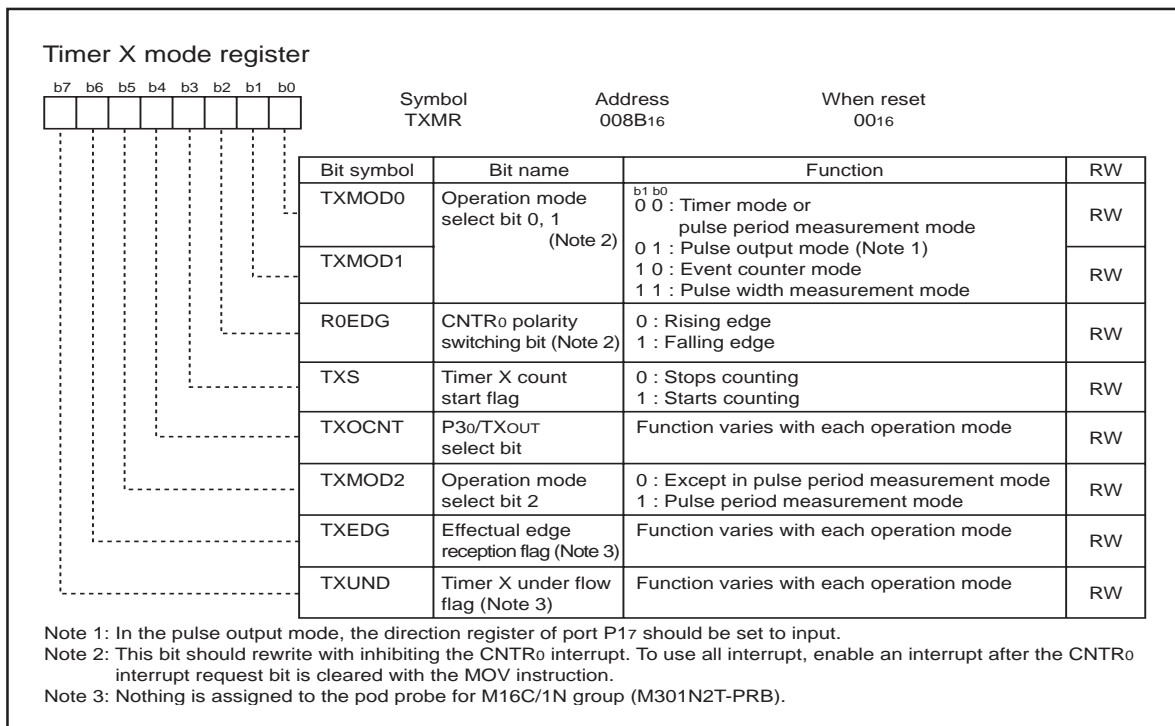 Timer X mode register
b7 b6 b5 b4 b3 b2 b1 b0
Symbol Address When reset
TXMR 008B16 0016
Bit symbol Bit name Function RW
TXMOD0 Operation mode select bit 0, 1 (Note 2)
b1 b0
0 0 : Timer mode or
pulse period measurement mode
RW
TXMOD1
0 1 : Pulse output mode (Note 1)
1 0 : Event counter mode
1 1 : Pulse width measurement mode
RW
R0EDG CNTR0 polarity 0 : Rising edge
switching bit (Note 2) 1 : Falling edge
RW
TXS Timer X count 0 : Stops counting
start flag 1 : Starts counting
RW
TXOCNT P30/TXOUT Function varies with each operation mode
select bit
RW
TXMOD2 Operation mode 0 : Except in pulse period measurement mode
select bit 2 1 : Pulse period measurement mode
RW
TXEDG Effectual edge Function varies with each operation mode
reception flag (Note 3)
RW
TXUND Timer X under flow Function varies with each operation mode
flag (Note 3)
RW
Note 1: In the pulse output mode, the direction register of port P17 should be set to input.
Note 2: This bit should rewrite with inhibiting the CNTR0 interrupt. To use all interrupt, enable an interrupt after the CNTR0
interrupt request bit is cleared with the MOV instruction.
Note 3: Nothing is assigned to the pod probe for M16C/1N group (M301N2T-PRB).